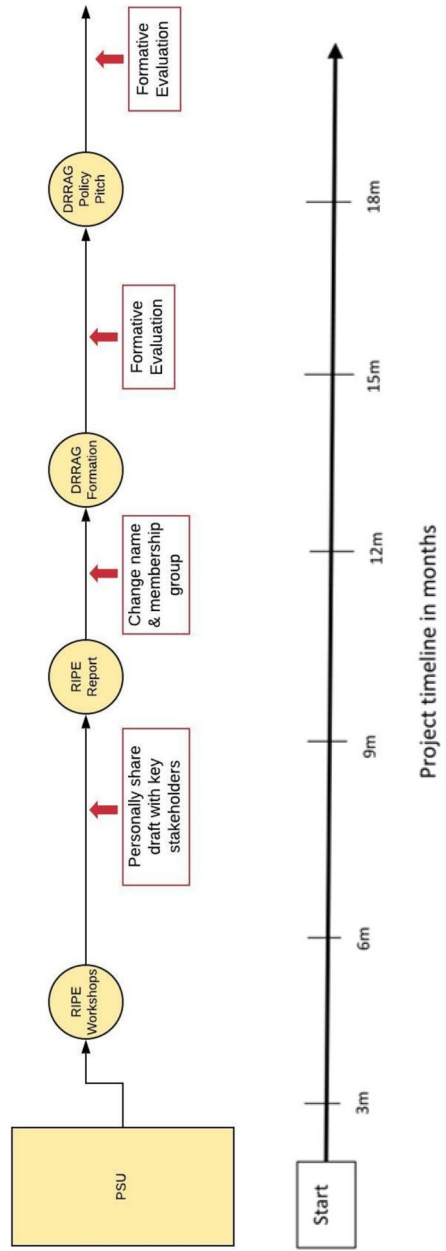 PSU
RIPE
Workshops
Personally share
draft with key
stakeholders
RIPE
Report
Change name
& membership
group
DRRAG
Formation
Formative
Evaluation
DRRAG
Policy
Pitch
Formative
Evaluation
Start
3m
6m
9m
12m
15m
18m
Project timeline in months